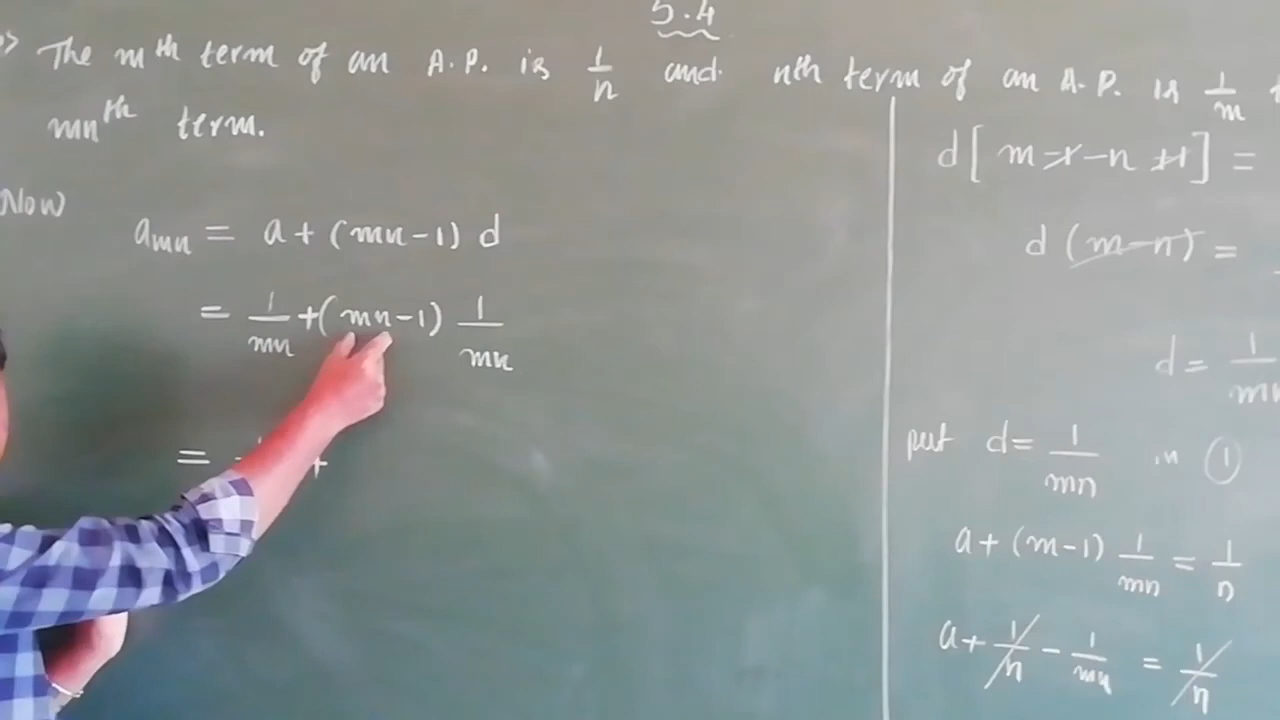 5.4
The mth term of an A.P. is 1/n and nth term of an A.P. is 1/m
mnth term.
Now
amn = a + (mn-1) d
= 1/mn + (mn-1) 1/mn
= +
d[m-1-n+1] =
d(m-n) =
d = 1/mn
put d = 1/mn in ①
a + (m-1) 1/mn = 1/n
a + 1/n - 1/mn = 1/n